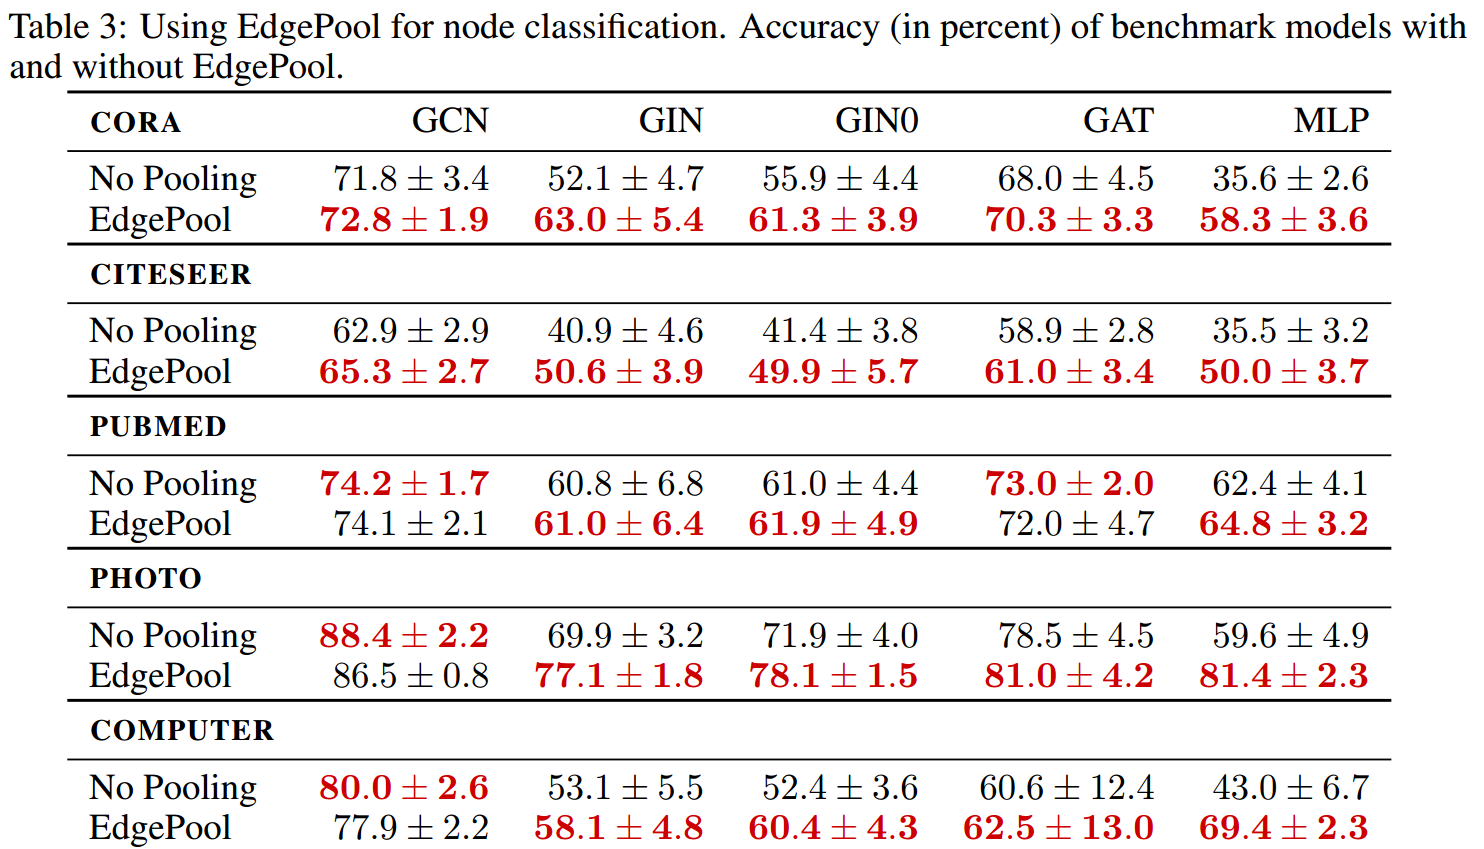 Table 3: Using EdgePool for node classification. Accuracy (in percent) of benchmark models with
and without EdgePool.
CORA GCN GIN GIN0 GAT MLP
No Pooling 71.8 ± 3.4 52.1 ± 4.7 55.9 ± 4.4 68.0 ± 4.5 35.6 ± 2.6
EdgePool 72.8 ± 1.9 63.0 ± 5.4 61.3 ± 3.9 70.3 ± 3.3 58.3 ± 3.6
CITESEER
No Pooling 62.9 ± 2.9 40.9 ± 4.6 41.4 ± 3.8 58.9 ± 2.8 35.5 ± 3.2
EdgePool 65.3 ± 2.7 50.6 ± 3.9 49.9 ± 5.7 61.0 ± 3.4 50.0 ± 3.7
PUBMED
No Pooling 74.2 ± 1.7 60.8 ± 6.8 61.0 ± 4.4 73.0 ± 2.0 62.4 ± 4.1
EdgePool 74.1 ± 2.1 61.0 ± 6.4 61.9 ± 4.9 72.0 ± 4.7 64.8 ± 3.2
PHOTO
No Pooling 88.4 ± 2.2 69.9 ± 3.2 71.9 ± 4.0 78.5 ± 4.5 59.6 ± 4.9
EdgePool 86.5 ± 0.8 77.1 ± 1.8 78.1 ± 1.5 81.0 ± 4.2 81.4 ± 2.3
COMPUTER
No Pooling 80.0 ± 2.6 53.1 ± 5.5 52.4 ± 3.6 60.6 ± 12.4 43.0 ± 6.7
EdgePool 77.9 ± 2.2 58.1 ± 4.8 60.4 ± 4.3 62.5 ± 13.0 69.4 ± 2.3